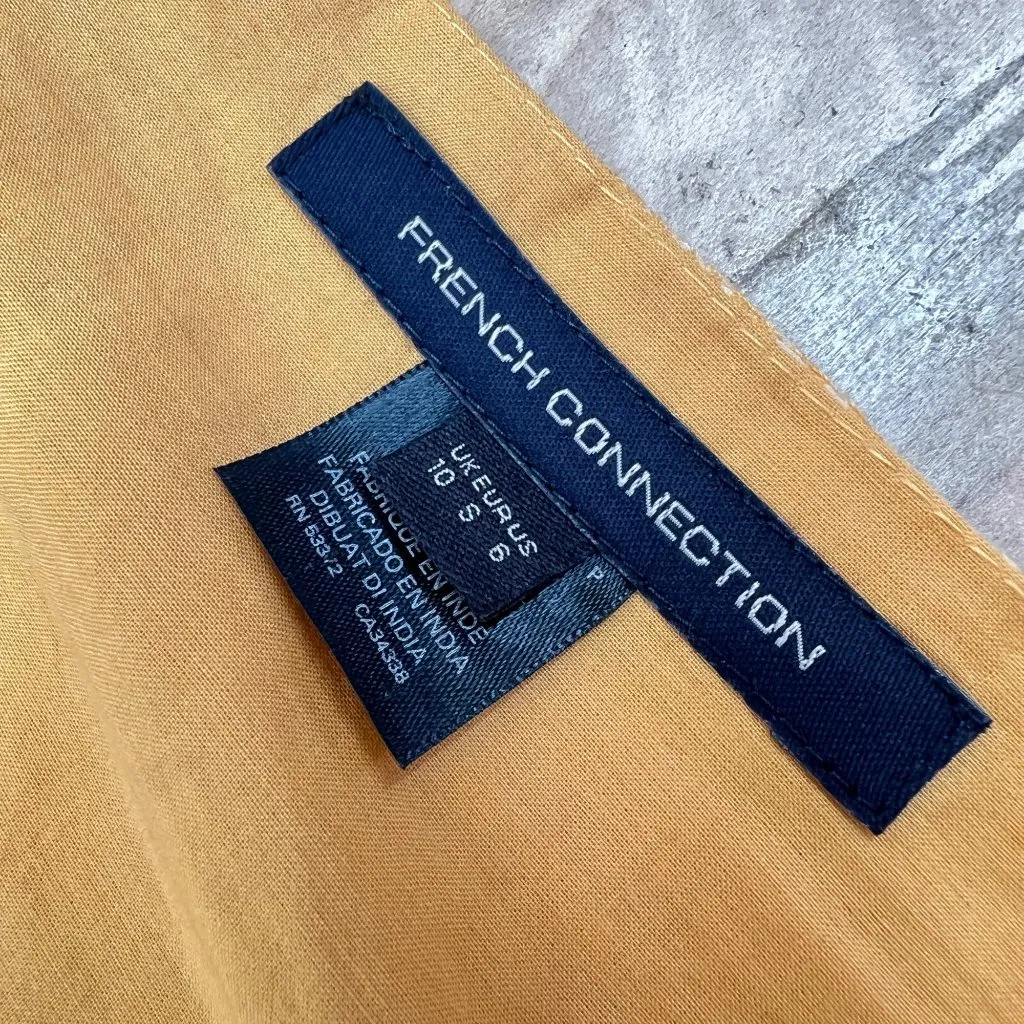 FRENCH CONNECTION
UK EUR US
10 S 6
P
FABRIQUE EN INDE
FABRICADO EN INDIA
DIBUAT DI INDIA
RN 53372 CA34338